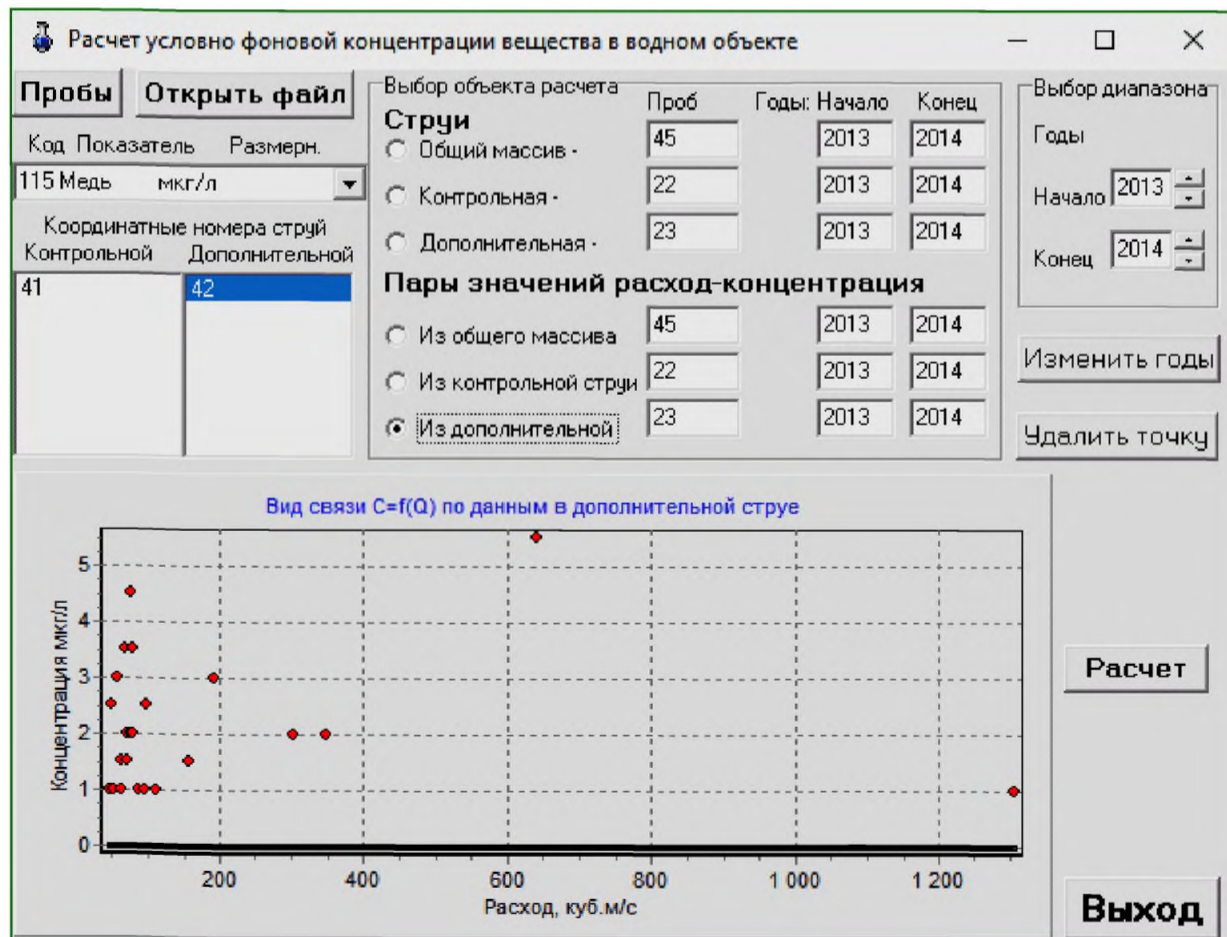 Расчет условно фоновой концентрации вещества в водном объекте
Пробы Открыть файл
Код Показатель Размерн.
115 Медь мкг/л
Координатные номера струй
Контрольной Дополнительной
41 42
Выбор объекта расчета
Проб Годы: Начало Конец
Струи
Общий массив - 45 2013 2014
Контрольная - 22 2013 2014
Дополнительная - 23 2013 2014
Пары значений расход-концентрация
Из общего массива 45 2013 2014
Из контрольной струи 22 2013 2014
Из дополнительной 23 2013 2014
Выбор диапазона
Годы
Начало 2013
Конец 2014
Изменить годы
Удалить точку
Вид связи C=f(Q) по данным в дополнительной струе
Концентрация мкг/л
5
4
3
2
1
0
200 400 600 800 1 000 1 200
Расход, куб.м/с
Расчет
Выход